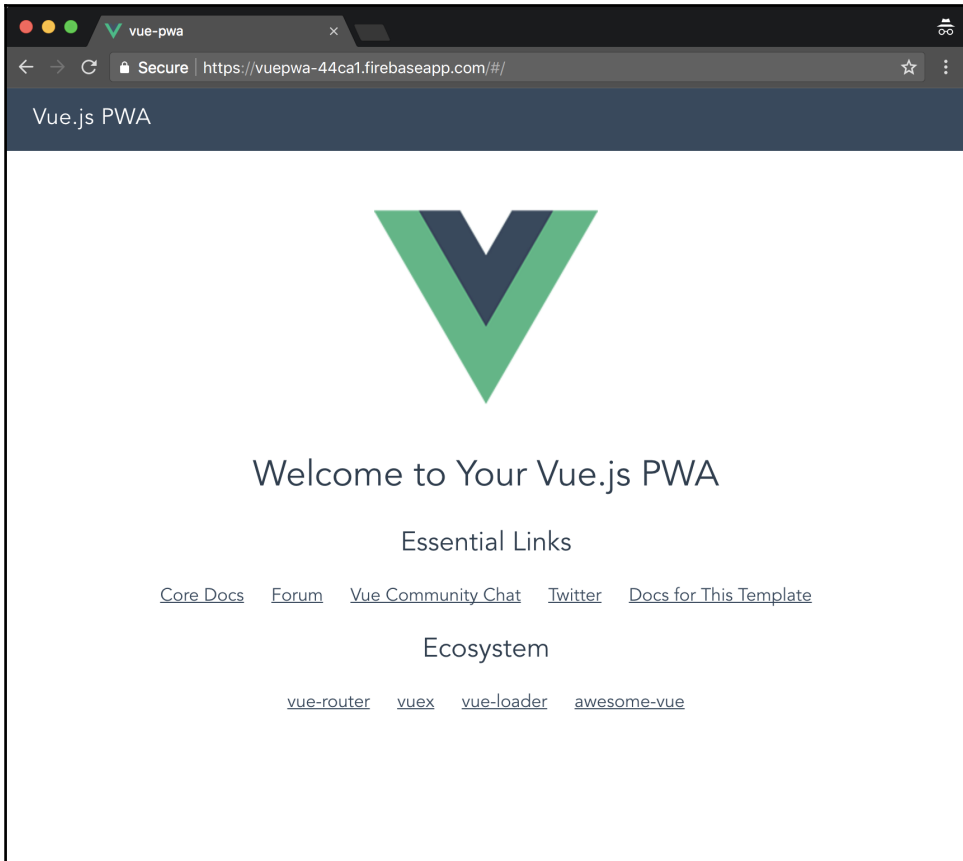 vue-pwa
Secure https://vuepwa-44ca1.firebaseapp.com/#/
Vue.js PWA
Welcome to Your Vue.js PWA
Essential Links
Core Docs Forum Vue Community Chat Twitter Docs for This Template
Ecosystem
vue-router vuex vue-loader awesome-vue